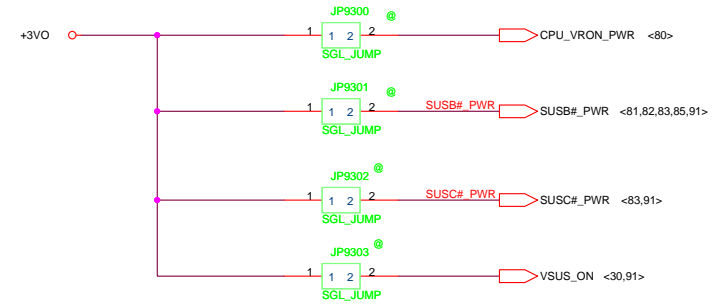 JP9300 @
+3VO 1 1 2 2 CPU_VRON_PWR <80>
SGL_JUMP
JP9301 @
1 1 2 2 SUSB#_PWR SUSB#_PWR <81,82,83,85,91>
SGL_JUMP
JP9302 @
1 1 2 2 SUSC#_PWR SUSC#_PWR <83,91>
SGL_JUMP
JP9303 @
1 1 2 2 VSUS_ON <30,91>
SGL_JUMP